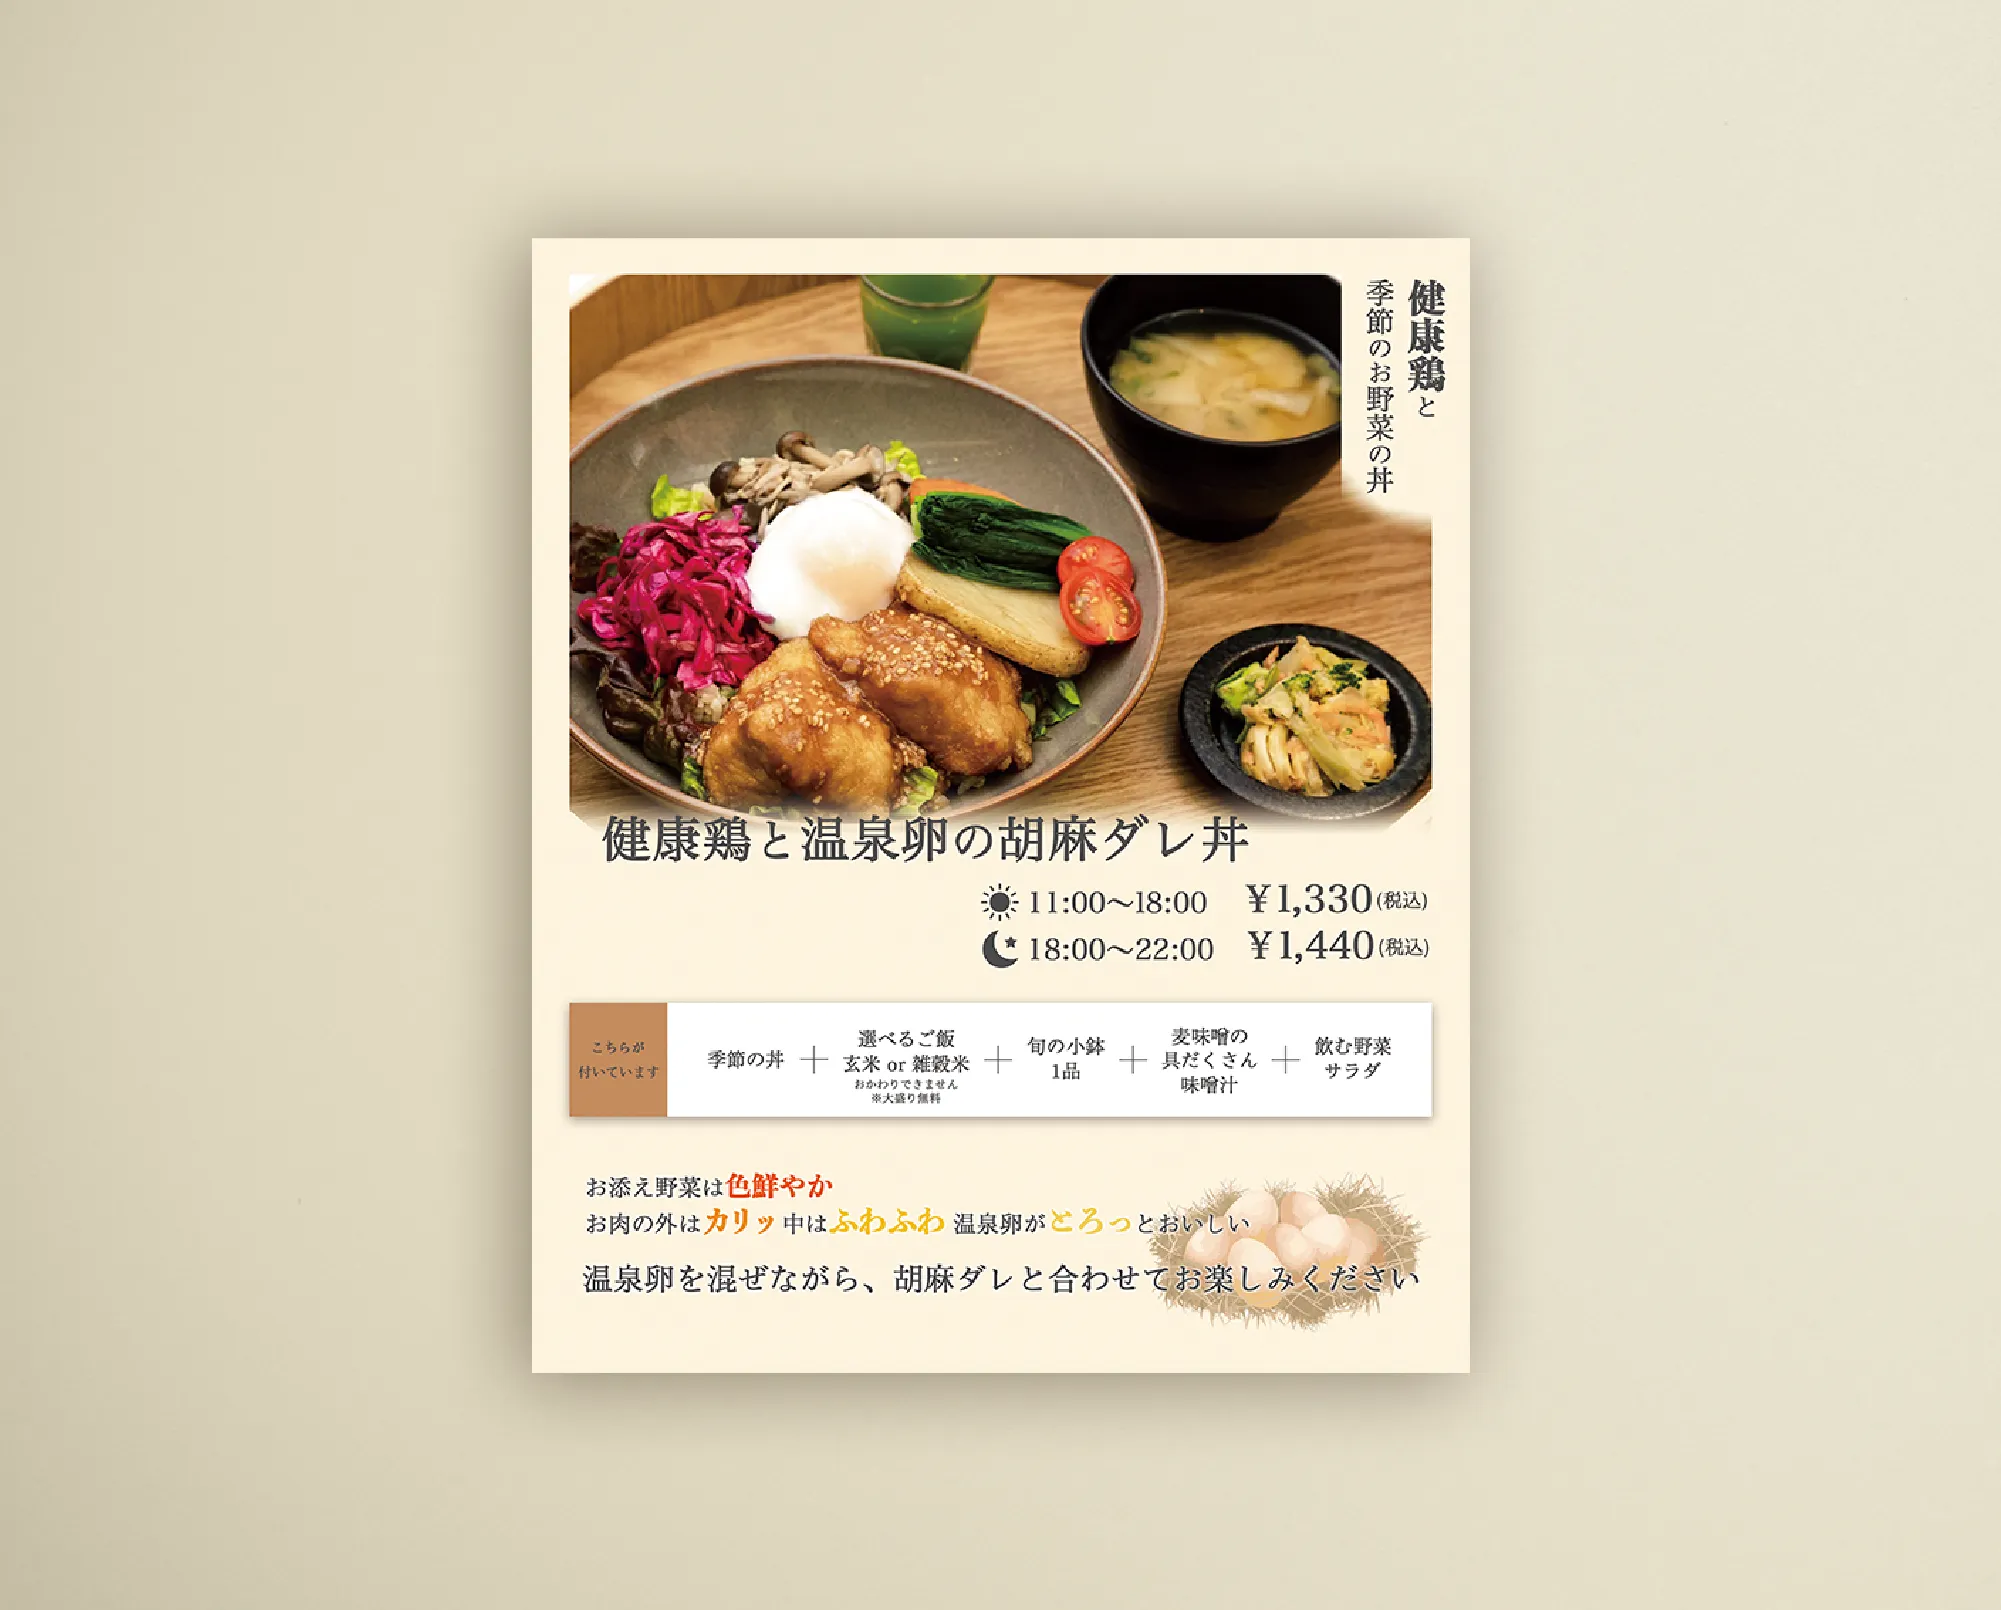 健康鶏と
季節のお野菜の丼
健康鶏と温泉卵の胡麻ダレ丼
11:00〜18:00 ¥1,330(税込)
18:00〜22:00 ¥1,440(税込)
こちらが
付いています
季節の丼
+
選べるご飯
玄米 or 雑穀米
おかわりできません
※大盛り無料
+
旬の小鉢
1品
+
麦味噌の
具だくさん
味噌汁
+
飲む野菜
サラダ
お添え野菜は色鮮やか
お肉の外はカリッ中はふわふわ 温泉卵がとろっとおいしい
温泉卵を混ぜながら、胡麻ダレと合わせてお楽しみください